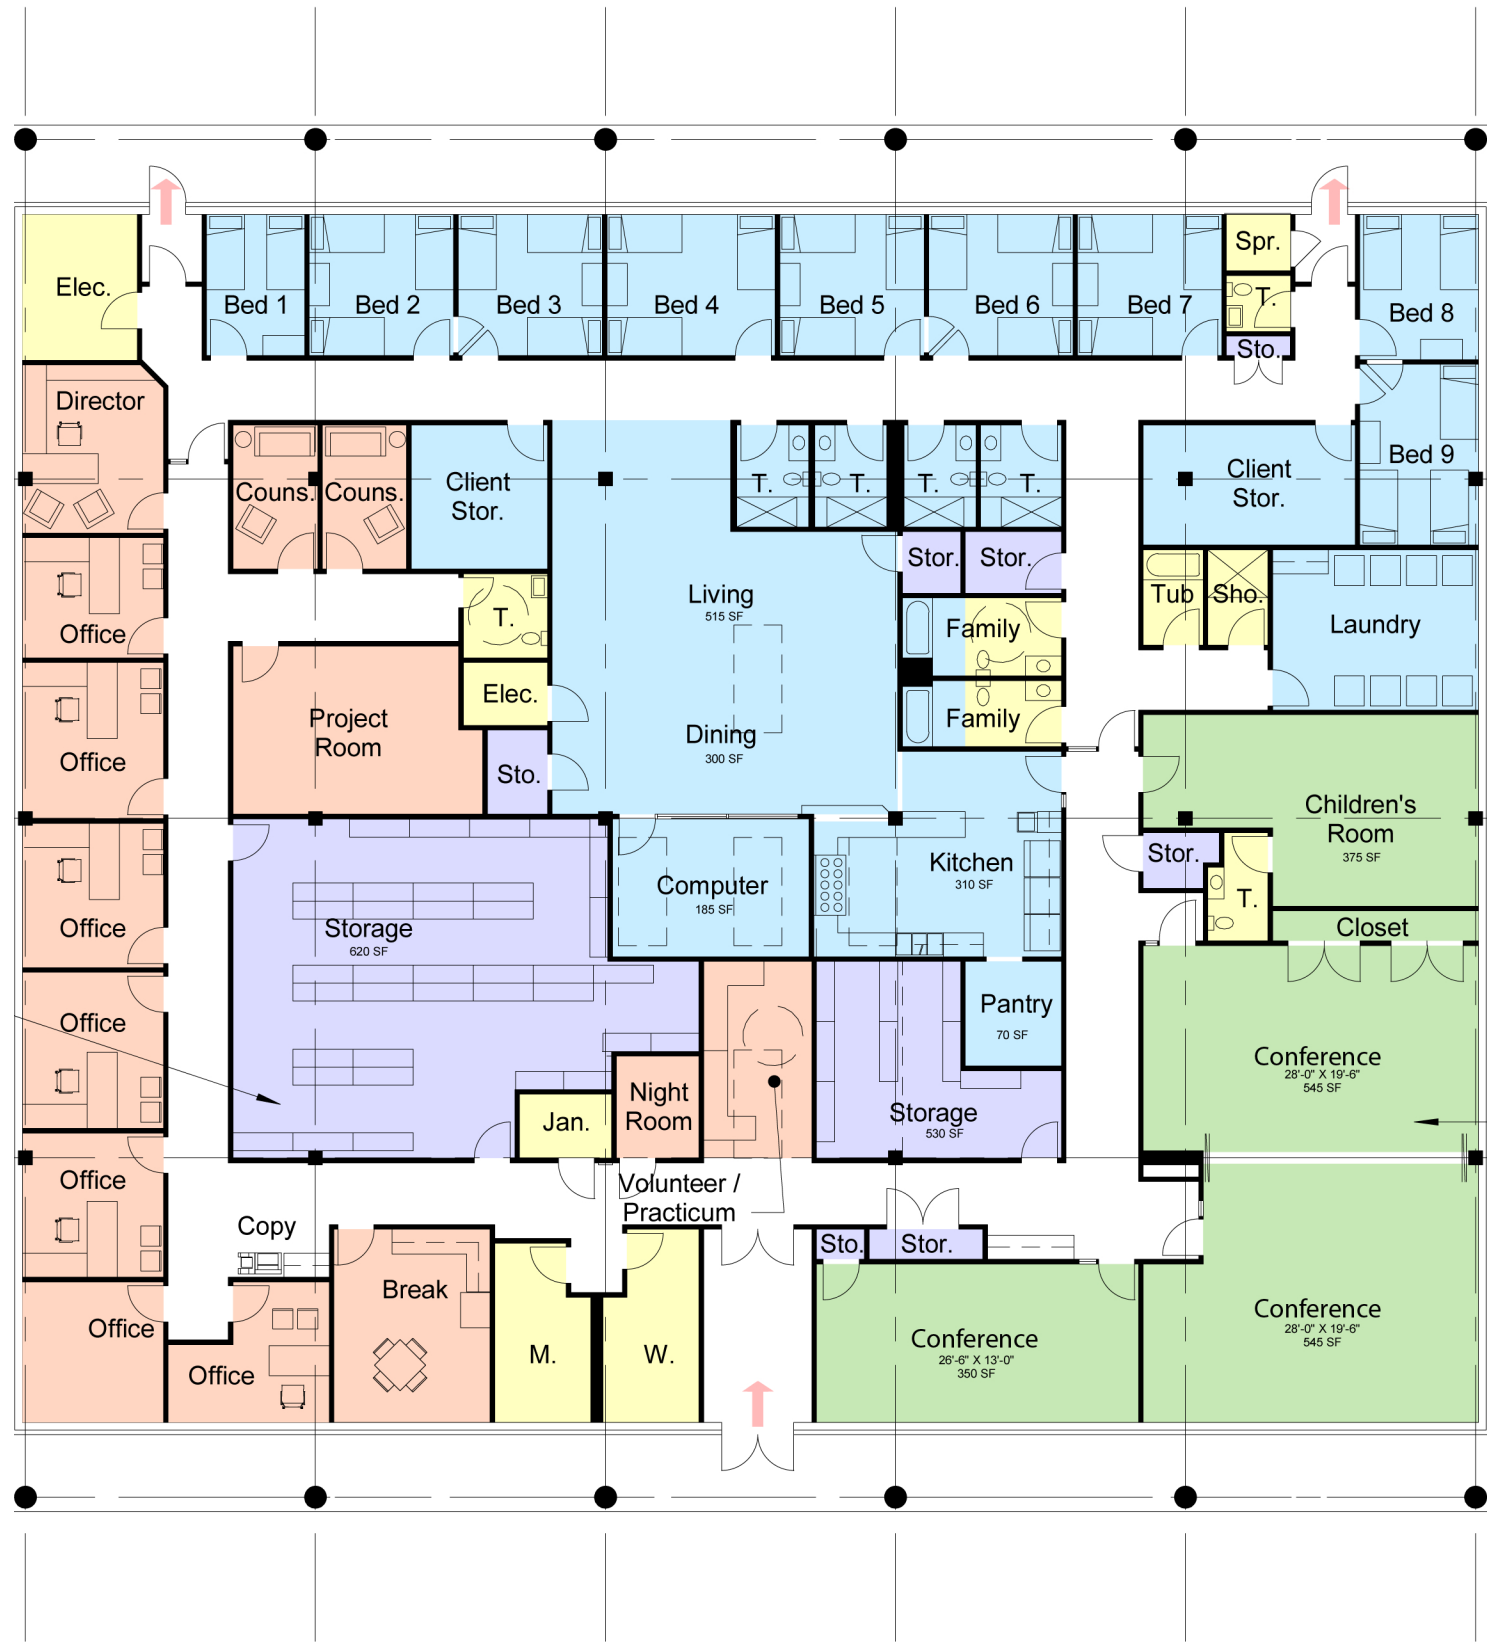 Spr.
Elec.
Bed 1
Bed 2
Bed 3
Bed 4
Bed 5
Bed 6
Bed 7
T.
Bed 8
Sto.
Director
Bed 9
Couns.
Couns.
Client
Stor.
T.
T.
T.
T.
Client
Stor.
Stor.
Stor.
Living
515 SF
Tub
Sho.
Laundry
Office
T.
Family
Elec.
Project
Room
Dining
300 SF
Family
Office
Sto.
Children's
Room
375 SF
Stor.
Kitchen
310 SF
Computer
185 SF
T.
Office
Storage
620 SF
Closet
Office
Pantry
70 SF
Conference
28'-0" X 19'-6"
545 SF
Night
Room
Jan.
Storage
530 SF
Office
Volunteer /
Practicum
Copy
Sto.
Stor.
Break
Office
Conference
28'-0" X 19'-6"
545 SF
Conference
26'-6" X 13'-0"
350 SF
M.
W.
Office